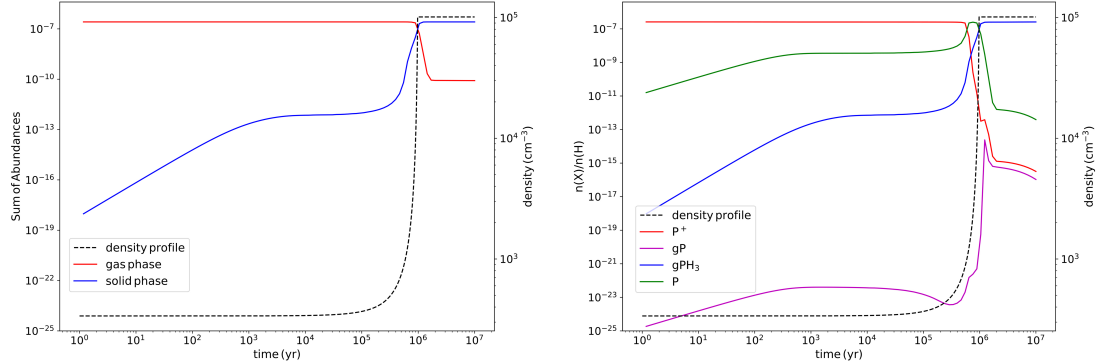 10⁻⁷
10⁻¹⁰
10⁻¹³
10⁻¹⁶
10⁻¹⁹
10⁻²²
10⁻²⁵
Sum of Abundances
10⁰ 10¹ 10² 10³ 10⁴ 10⁵ 10⁶ 10⁷
time (yr)
10⁵
10⁴
10³
density (cm⁻³)
density profile
gas phase
solid phase
10⁻⁷
10⁻⁹
10⁻¹¹
10⁻¹³
10⁻¹⁵
10⁻¹⁷
10⁻¹⁹
10⁻²¹
10⁻²³
10⁻²⁵
n(X)/n(H)
10⁰ 10¹ 10² 10³ 10⁴ 10⁵ 10⁶ 10⁷
time (yr)
10⁵
10⁴
10³
density (cm⁻³)
density profile
P⁺
gP
gPH₃
P